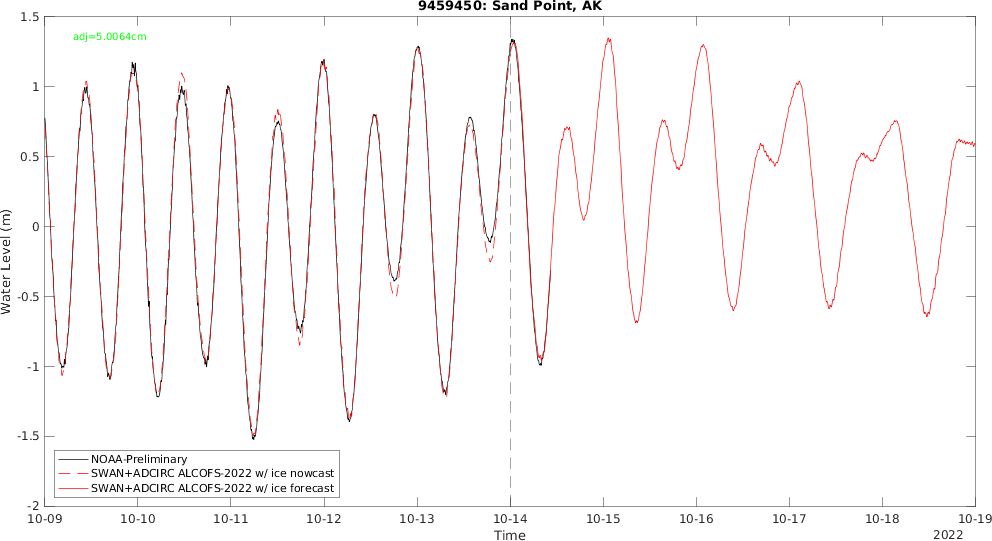 9459450: Sand Point, AK
adj=5.0064cm
1.5
1
0.5
0
-0.5
-1
-1.5
-2
Water Level (m)
NOAA-Preliminary
SWAN+ADCIRC ALCOFS-2022 w/ ice nowcast
SWAN+ADCIRC ALCOFS-2022 w/ ice forecast
10-09 10-10 10-11 10-12 10-13 10-14 10-15 10-16 10-17 10-18 10-19
Time
2022